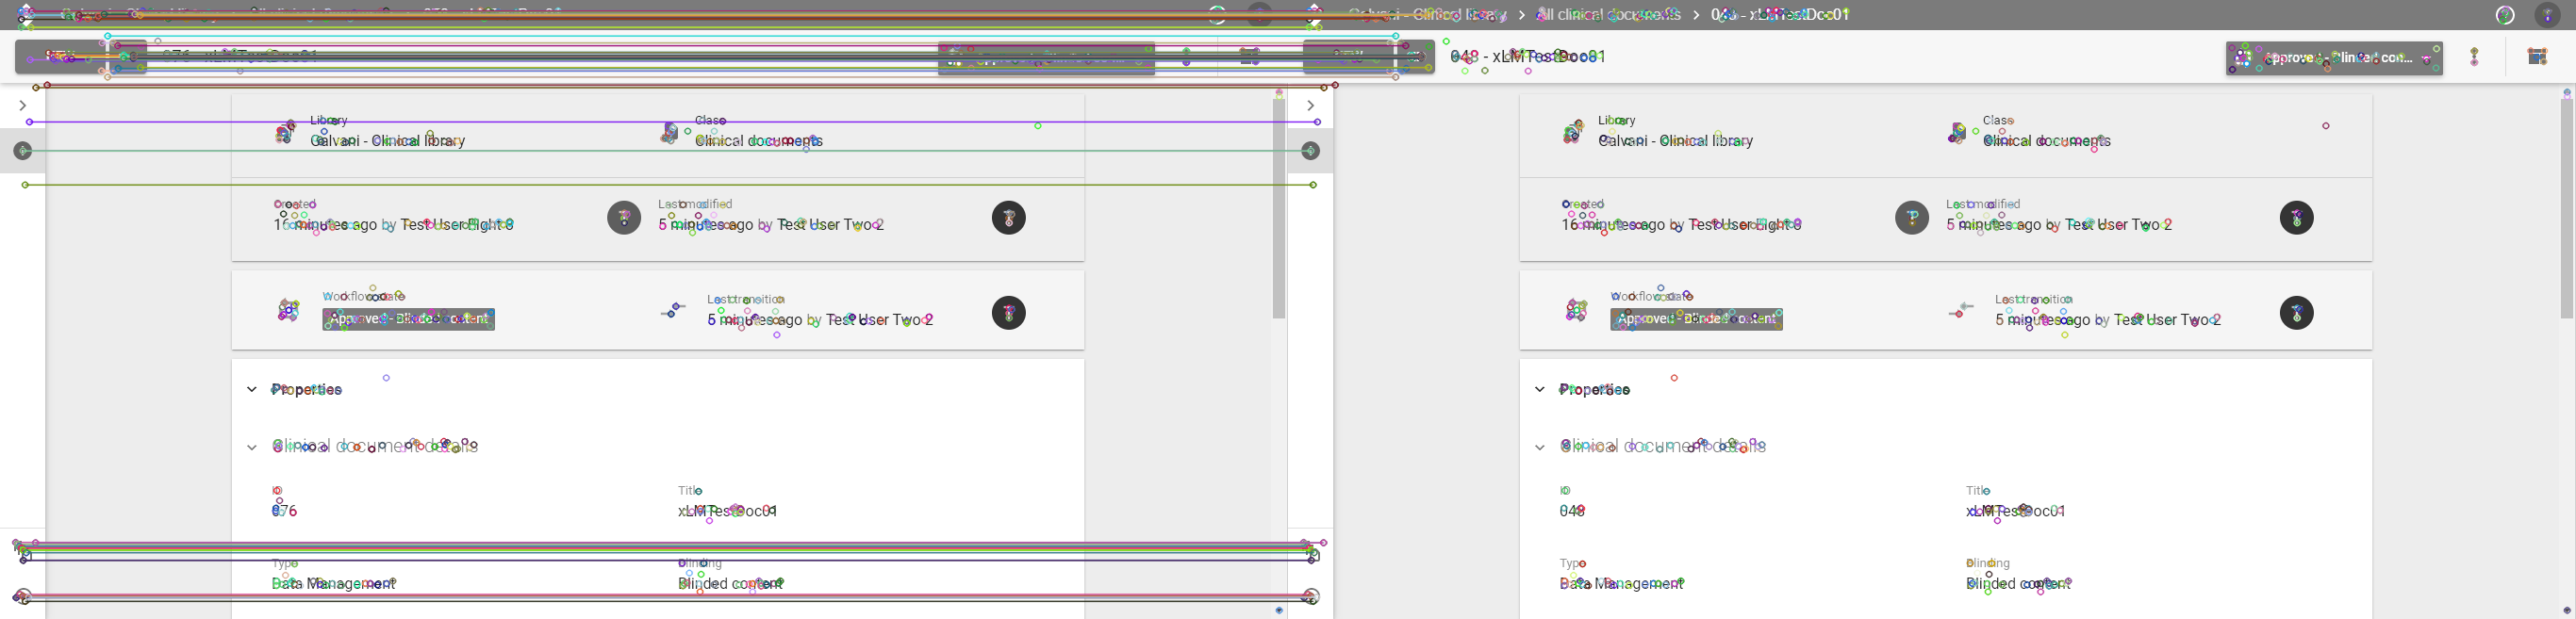 Galvani - Clinical library > All clinical documents > 048 - xLMTestDoc01
076 - xLMTestDoc01
048 - xLMTestDoc01
Approved - Blinded con...
Library
Galvani - Clinical library
Class
Clinical documents
Created
16 minutes ago by Test User Eight 8
Last modified
5 minutes ago by Test User Two 2
Workflow state
Approved - Blinded content
Last transition
5 minutes ago by Test User Two 2
Properties
Clinical document details
ID
076
Title
xLMTestDoc01
Type
Data Management
Blinding
Blinded content
Library
Galvani - Clinical library
Class
Clinical documents
Created
16 minutes ago by Test User Eight 8
Last modified
5 minutes ago by Test User Two 2
Workflow state
Approved - Blinded content
Last transition
5 minutes ago by Test User Two 2
Properties
Clinical document details
ID
048
Title
xLMTestDoc01
Type
Data Management
Blinding
Blinded content